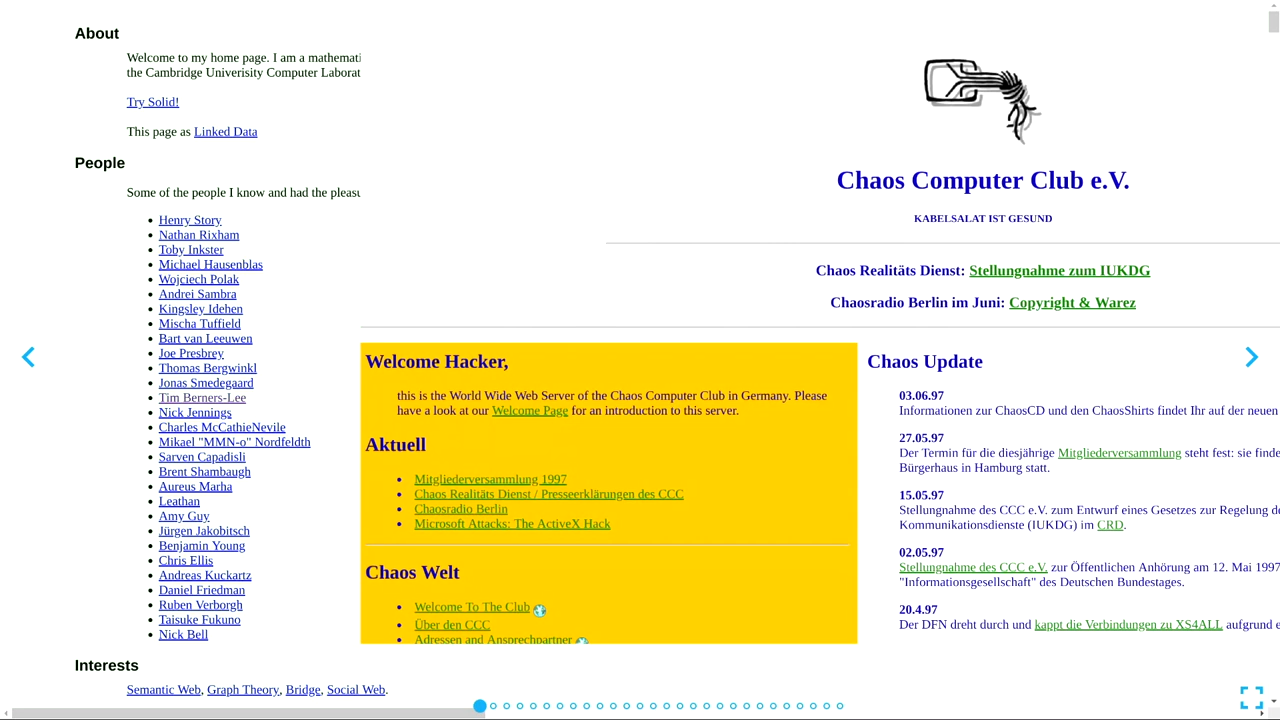 About
Welcome to my home page. I am a
the Cambridge Univerisity Computer
Try Solid!
This page as Linked Data
People
Some of the people I know and had the
Henry Story
Nathan Rixham
Toby Inkster
Michael Hausenblas
Wojciech Polak
Andrei Sambra
Kingsley Idehen
Mischa Tuffield
Bart van Leeuwen
Joe Presbrey
Thomas Bergwinkl
Jonas Smedegaard
Tim Berners-Lee
Nick Jennings
Charles McCathieNevile
Mikael "MMN-o" Nordfeldth
Sarven Capadisli
Brent Shambaugh
Aureus Marha
Leathan
Amy Guy
Jürgen Jakobitsch
Benjamin Young
Chris Ellis
Andreas Kuckartz
Daniel Friedman
Ruben Verborgh
Taisuke Fukuno
Nick Bell
Interests
Semantic Web, Graph Theory, Bridge, Social Web.
Chaos Computer Club e.V.
KABELSALAT IST GESUND
Chaos Realitäts Dienst: Stellungnahme zum IUKDG
Chaosradio Berlin im Juni: Copyright & Warez
Welcome Hacker,
this is the World Wide Web Server of the Chaos Computer Club in Germany. Please
have a look at our Welcome Page for an introduction to this server.
Aktuell
Mitgliederversammlung 1997
Chaos Realitäts Dienst / Presseerklärungen des CCC
Chaosradio Berlin
Microsoft Attacks: The ActiveX Hack
Chaos Welt
Welcome To The Club
Über den CCC
Adressen and Ansprechpartner
Chaos Update
03.06.97
Informationen zur ChaosCD und den ChaosShirts findet Ihr auf der neuen
27.05.97
Der Termin für die diesjährige Mitgliederversammlung steht fest: sie
Bürgerhaus in Hamburg statt.
15.05.97
Stellungnahme des CCC e.V. zum Entwurf eines Gesetzes zur Regelung
Kommunikationsdienste (IUKDG) im CRD.
02.05.97
Stellungnahme des CCC e.V. zur Öffentlichen Anhörung am 12. Mai 1997
"Informationsgesellschaft" des Deutschen Bundestages.
20.4.97
Der DFN dreht durch und kappt die Verbindungen zu XS4ALL aufgrund